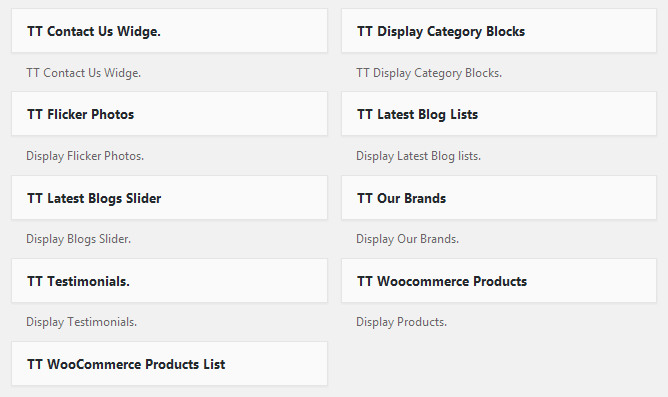 TT Contact Us Widge.
TT Display Category Blocks
TT Contact Us Widge.
TT Display Category Blocks.
TT Flicker Photos
TT Latest Blog Lists
Display Flicker Photos.
Display Latest Blog lists.
TT Latest Blogs Slider
TT Our Brands
Display Blogs Slider.
Display Our Brands.
TT Testimonials.
TT Woocommerce Products
Display Testimonials.
Display Products.
TT WooCommerce Products List